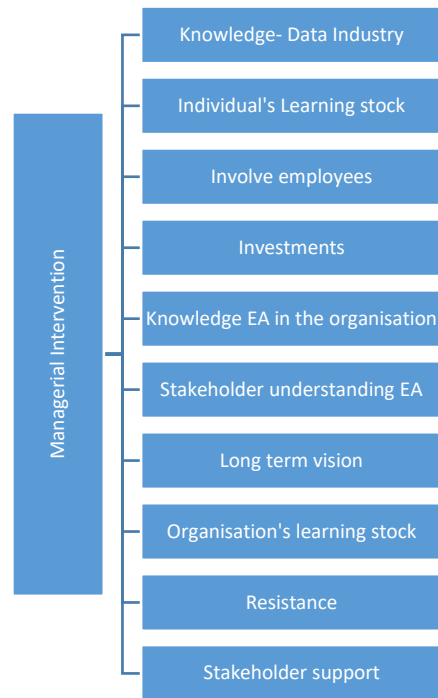 Managerial Intervention
Knowledge- Data Industry
Individual's Learning stock
Involve employees
Investments
Knowledge EA in the organisation
Stakeholder understanding EA
Long term vision
Organisation's learning stock
Resistance
Stakeholder support